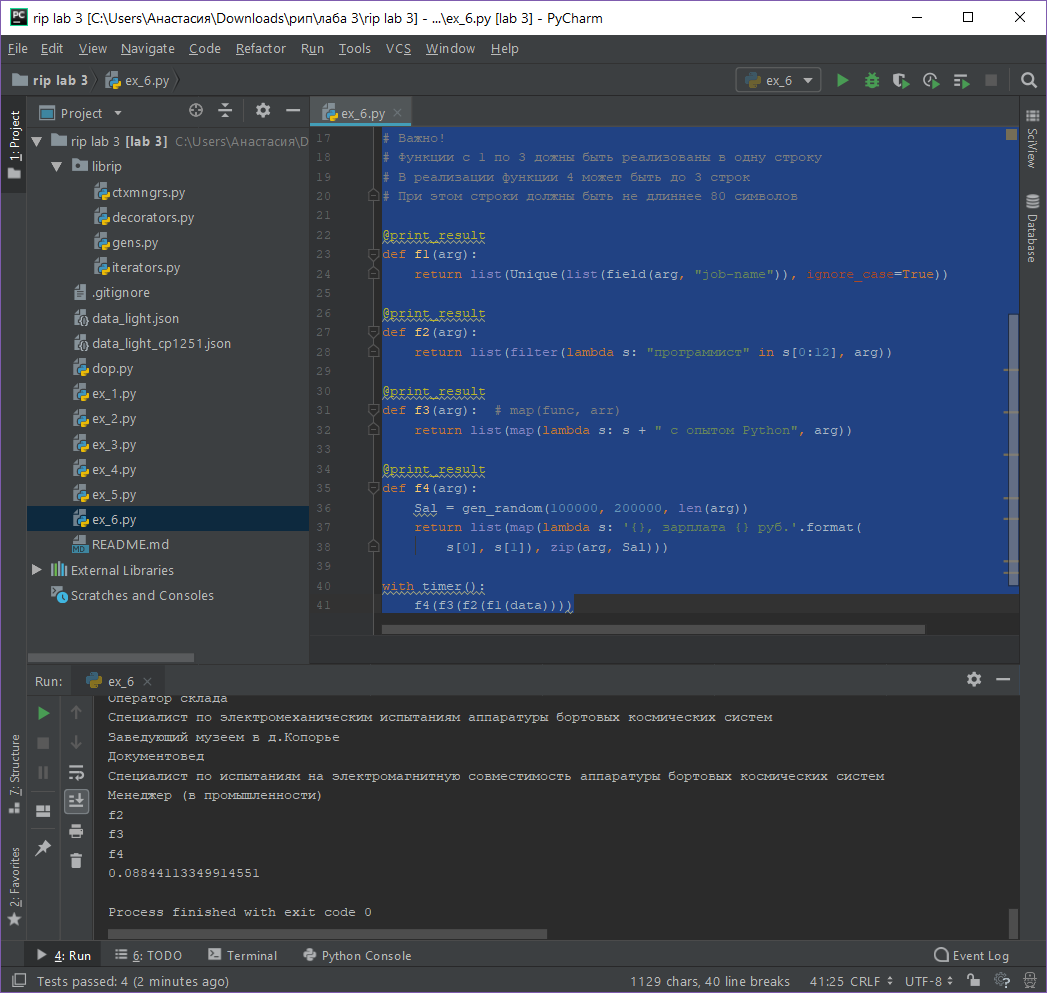 rip lab 3 [C:\Users\Анастасия\Downloads\рип\лаба 3\rip lab 3] - ...\ex_6.py [lab 3] - PyCharm
File Edit View Navigate Code Refactor Run Tools VCS Window Help
rip lab 3 ex_6.py ex_6
Project ex_6.py
1: Project
rip lab 3 [lab 3] C:\Users\Анастасия\D
librip
ctxmngrs.py
decorators.py
gens.py
iterators.py
.gitignore
data_light.json
data_light_cp1251.json
dop.py
ex_1.py
ex_2.py
ex_3.py
ex_4.py
ex_5.py
ex_6.py
README.md
External Libraries
Scratches and Consoles
17 # Важно!
18 # Функции с 1 по 3 дожны быть реализованы в одну строку
19 # В реализации функции 4 может быть до 3 строк
20 # При этом строки должны быть не длиннее 80 символов
21
22 @print_result
23 def f1(arg):
24 return list(Unique(list(field(arg, "job-name")), ignore_case=True))
25
26 @print_result
27 def f2(arg):
28 return list(filter(lambda s: "программист" in s[0:12], arg))
29
30 @print_result
31 def f3(arg): # map(func, arr)
32 return list(map(lambda s: s + " с опытом Python", arg))
33
34 @print_result
35 def f4(arg):
36 Sal = gen_random(100000, 200000, len(arg))
37 return list(map(lambda s: '{}, зарплата {} руб.'.format(
38 s[0], s[1]), zip(arg, Sal)))
39
40 with timer():
41 f4(f3(f2(f1(data))))
SciView
Database
Run: ex_6
Оператор склада
Специалист по электромеханическим испытаниям аппаратуры бортовых космических систем
Заведующий музеем в д.Копорье
Документовед
Специалист по испытаниям на электромагнитную совместимость аппаратуры бортовых космических систем
Менеджер (в промышленности)
f2
f3
f4
0.08844113349914551
Process finished with exit code 0
7: Structure
2: Favorites
4: Run 6: TODO Terminal Python Console Event Log
Tests passed: 4 (2 minutes ago) 1129 chars, 40 line breaks 41:25 CRLF UTF-8